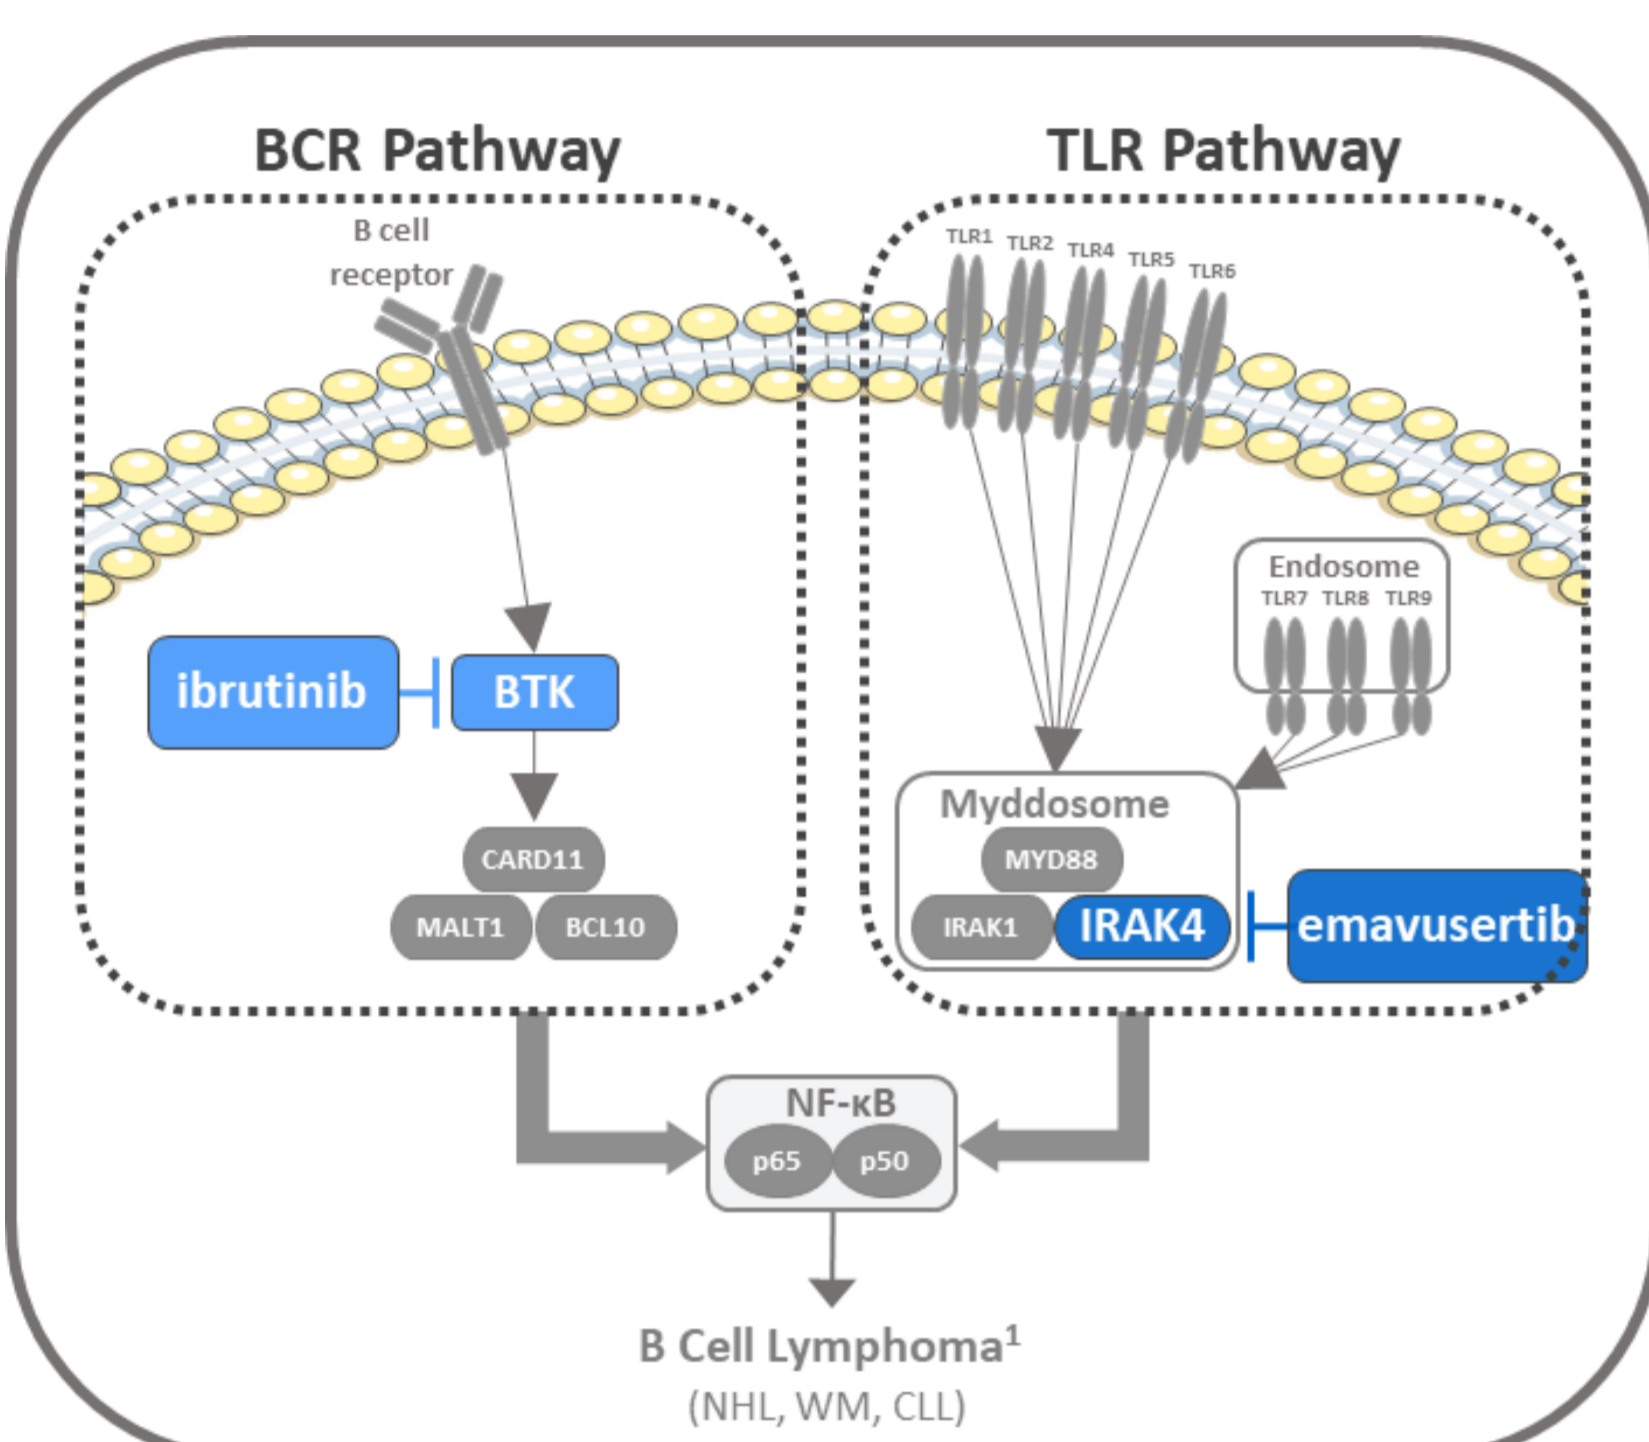 BCR Pathway
TLR Pathway
B cell
receptor
TLR1
TLR2
TLR4
TLR5
TLR6
Endosome
TLR7 TLR8 TLR9
ibrutinib
BTK
CARD11
MALT1
BCL10
Myddosome
MYD88
IRAK1
IRAK4
emavusertib
NF-κB
p65
p50
B Cell Lymphoma¹
(NHL, WM, CLL)